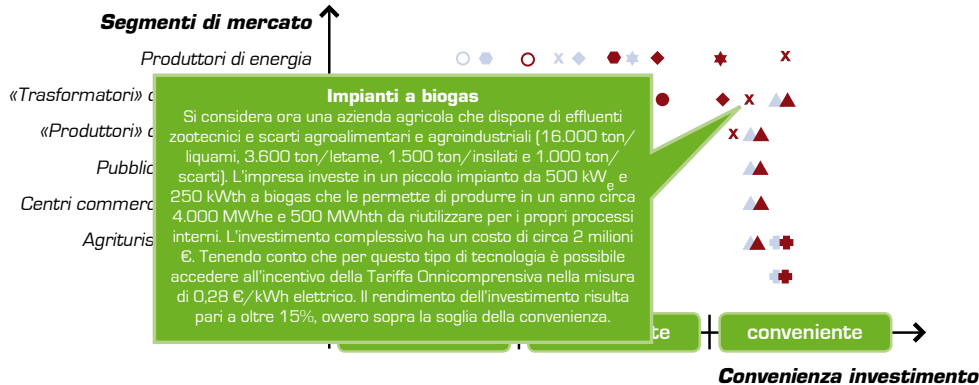 Segmenti di mercato
Produttori di energia
«Trasformatori»
«Produttori»
Centri
Impianti a biogas
Si considera ora una azienda agricola che dispone di effluenti
zootecnici e scarti agroalimentari e agroindustriali (16.000 ton/
liquami, 3.600 ton/letame, 1.500 ton/insilati e 1.000 ton/
scarti). L'impresa investe in un piccolo impianto da 500 kWe e
250 kWth a biogas che le permette di produrre in un anno circa
4.000 MWhe e 500 MWhth da riutilizzare per i propri processi
interni. L'investimento complessivo ha un costo di circa 2 milioni
€. Tenendo conto che per questo tipo di tecnologia è possibile
accedere all'incentivo della Tariffa Onnicomprensiva nella misura
di 0,28 €/kWh elettrico. Il rendimento dell'investimento risulta
pari a oltre 15%, ovvero sopra la soglia della convenienza.
conveniente
Convenienza investimento